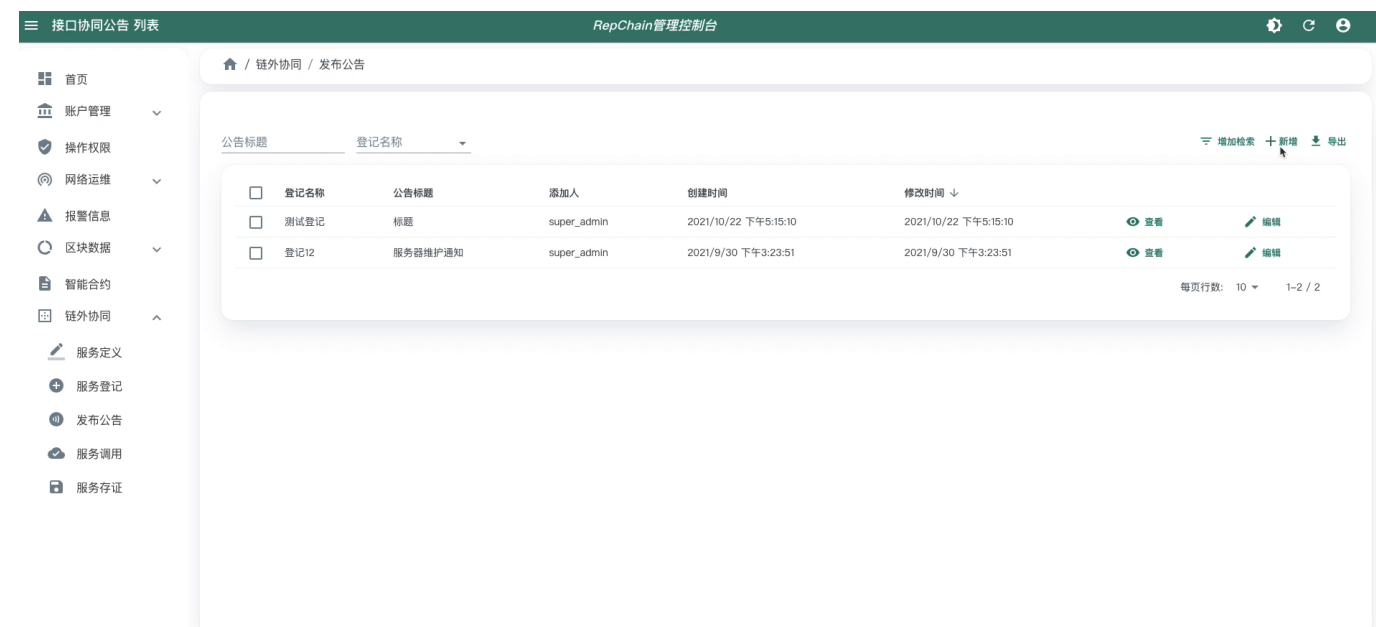 接口协同公告 列表
RepChain管理控制台
首页
账户管理
操作权限
网络运维
报警信息
区块数据
智能合约
链外协同
服务定义
服务登记
发布公告
服务调用
服务存证
/ 链外协同 / 发布公告
公告标题 登记名称 增加检索 新增 导出
登记名称 公告标题 添加人 创建时间 修改时间
测试登记 标题 super_admin 2021/10/22 下午5:15:10 2021/10/22 下午5:15:10 查看 编辑
登记12 服务器维护通知 super_admin 2021/9/30 下午3:23:51 2021/9/30 下午3:23:51 查看 编辑
每页行数: 10 1-2 / 2